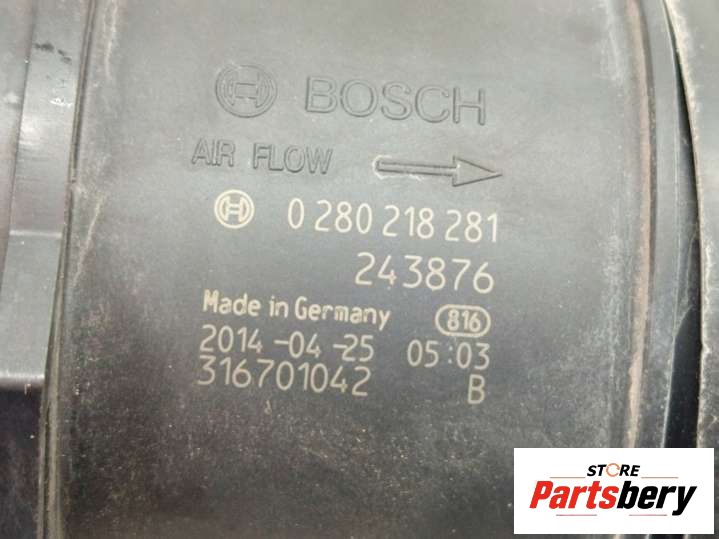 BOSCH
AIR FLOW
0 280 218 281
243876
Made in Germany 816
2014-04-25 05:03
316701042 B
STORE
Partsbery